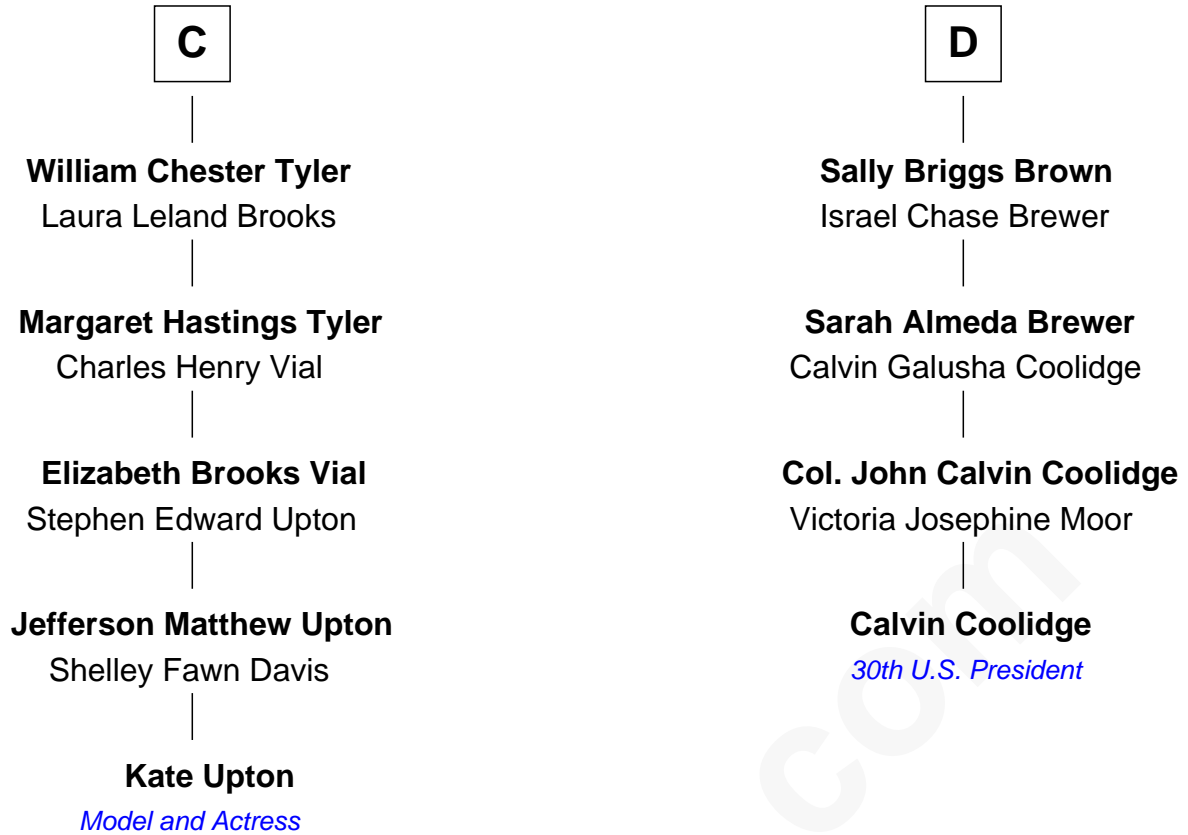 C
William Chester Tyler
Laura Leland Brooks
Margaret Hastings Tyler
Charles Henry Vial
Elizabeth Brooks Vial
Stephen Edward Upton
Jefferson Matthew Upton
Shelley Fawn Davis
Kate Upton
Model and Actress
D
Sally Briggs Brown
Israel Chase Brewer
Sarah Almeda Brewer
Calvin Galusha Coolidge
Col. John Calvin Coolidge
Victoria Josephine Moor
Calvin Coolidge
30th U.S. President
com